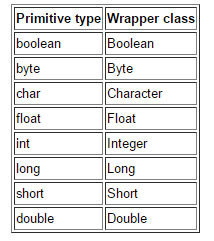 Primitive type Wrapper class
boolean Boolean
byte Byte
char Character
float Float
int Integer
long Long
short Short
double Double